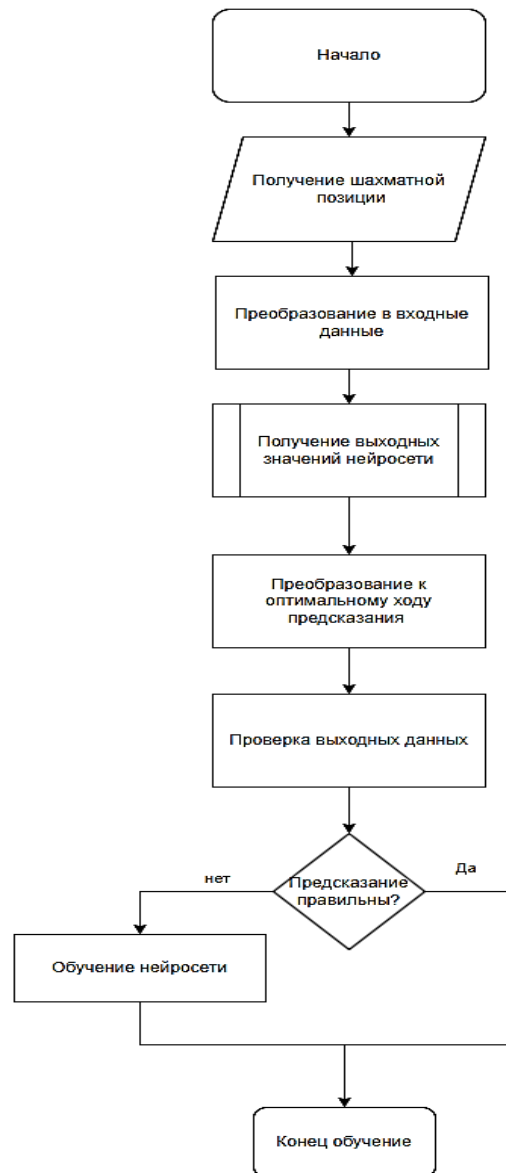 Начало
Получение шахматной
позиции
Преобразование в входные
данные
Получение выходных
значений нейросети
Преобразование к
оптимальному ходу
предсказания
Проверка выходных данных
Предсказание
правильны?
нет
Да
Обучение нейросети
Конец обучение